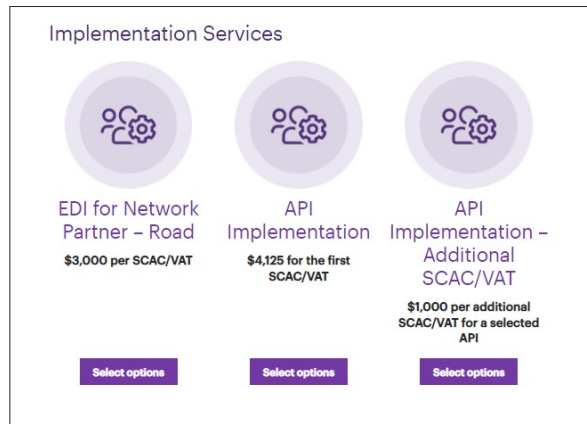 Implementation Services
EDI for Network
Partner – Road
$3,000 per SCAC/VAT
Select options
API
Implementation
$4,125 for the first
SCAC/VAT
Select options
API
Implementation –
Additional
SCAC/VAT
$1,000 per additional
SCAC/VAT for a selected
API
Select options